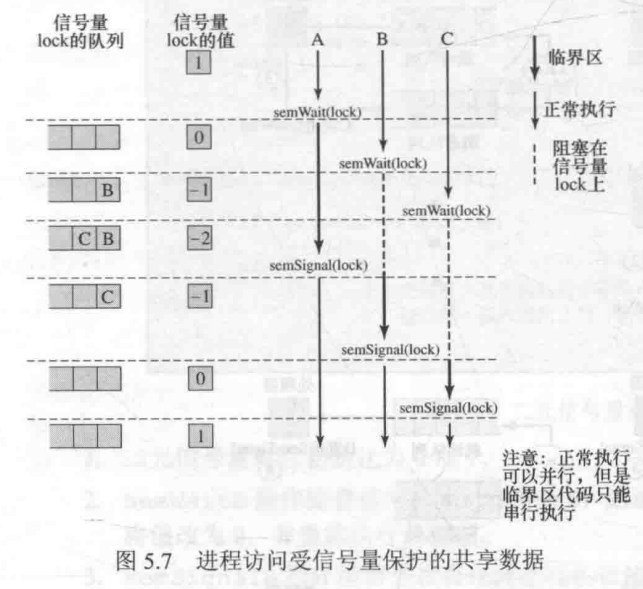 信号量
lock的队列
信号量
lock的值
A
B
C
1
临界区
semWait(lock)
正常执行
0
semWait(lock)
阻塞在
信号量
lock上
B
−1
semWait(lock)
C B
−2
semSignal(lock)
C
−1
semSignal(lock)
0
semSignal(lock)
1
注意：正常执行
可以并行，但是
临界区代码只能
串行执行
图 5.7 进程访问受信号量保护的共享数据